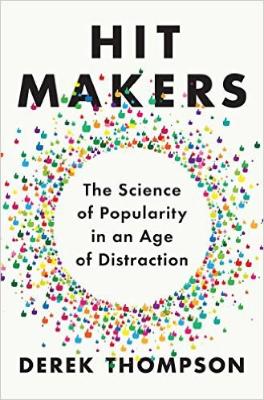 HIT
MAKERS
The Science
of Popularity
in an Age
of Distraction
DEREK THOMPSON